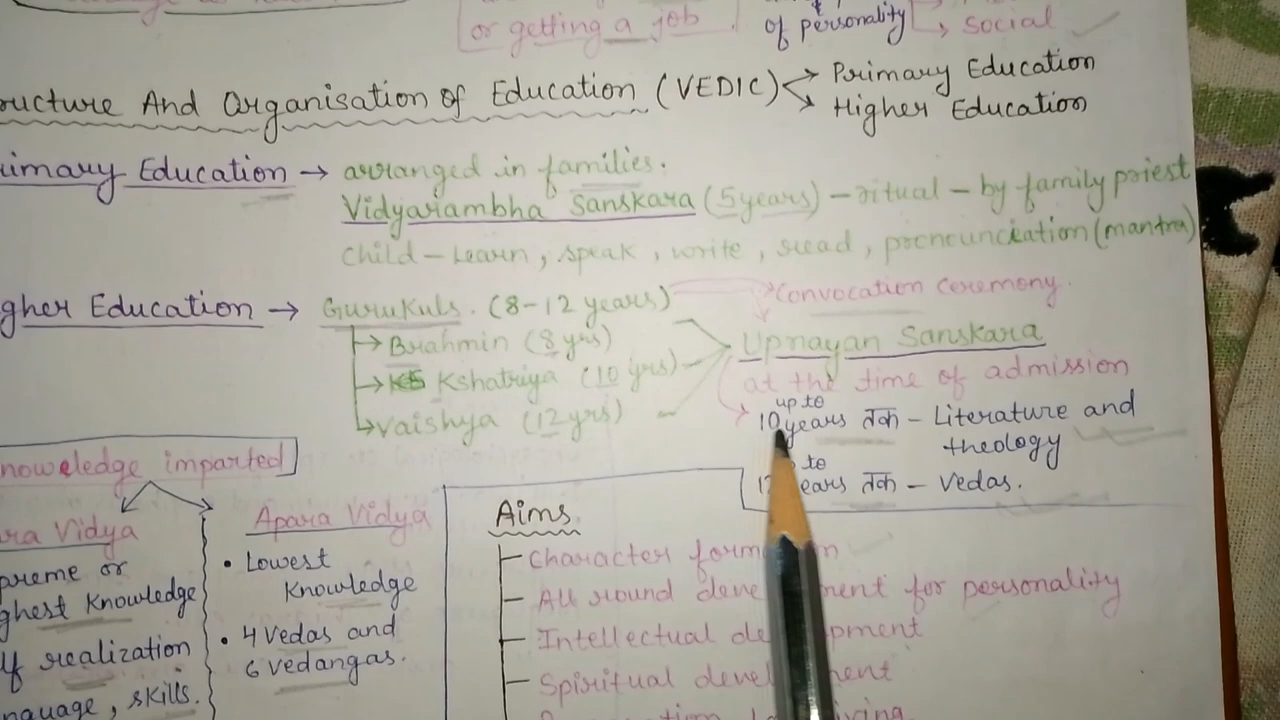 or getting a job
of personality
social
ructure And Organisation of Education (VEDIC)
Primary Education
Higher Education
rimary Education → arranged in families.
Vidyarambha Sanskara (5years) - ritual - by family priest
child - learn, speak, write, read, pronounciation (mantra)
gher Education → Gurukuls. (8-12 years)
Convocation ceremony.
→ Brahmin (8 yrs)
→ Kshatriya (10 yrs)
→ Vaishya (12 yrs)
Upnayan Sanskara
at the time of admission
up to
10 years तक - Literature and
theology
to
ears तक - Vedas.
nowledge imparted
ra Vidya
preme or
ghest Knowledge
f realization
nguage, skills.
Apara Vidya
• Lowest
Knowledge
• 4 Vedas and
6 vedangas.
Aims
Character form n
All round deve ment for personality
Intellectual de pment
Spiritual devel ent